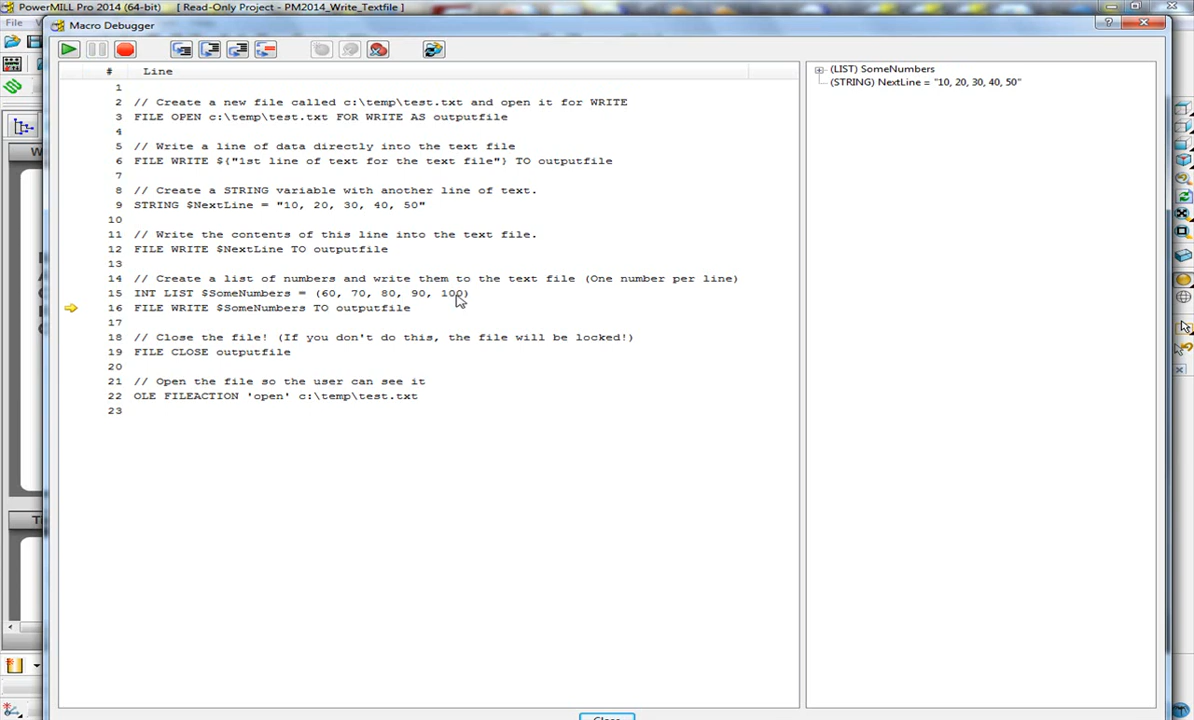 PowerMILL Pro 2014 (64-bit) [ Read-Only Project - PM2014_Write_Textfile ]
File
Macro Debugger
# Line
1
2 // Create a new file called c:\temp\test.txt and open it for WRITE
3 FILE OPEN c:\temp\test.txt FOR WRITE AS outputfile
4
5 // Write a line of data directly into the text file
6 FILE WRITE ${"1st line of text for the text file"} TO outputfile
7
8 // Create a STRING variable with another line of text.
9 STRING $NextLine = "10, 20, 30, 40, 50"
10
11 // Write the contents of this line into the text file.
12 FILE WRITE $NextLine TO outputfile
13
14 // Create a list of numbers and write them to the text file (One number per line)
15 INT LIST $SomeNumbers = (60, 70, 80, 90, 100)
16 FILE WRITE $SomeNumbers TO outputfile
17
18 // Close the file! (If you don't do this, the file will be locked!)
19 FILE CLOSE outputfile
20
21 // Open the file so the user can see it
22 OLE FILEACTION 'open' c:\temp\test.txt
23
(LIST) SomeNumbers
(STRING) NextLine = "10, 20, 30, 40, 50"
Close